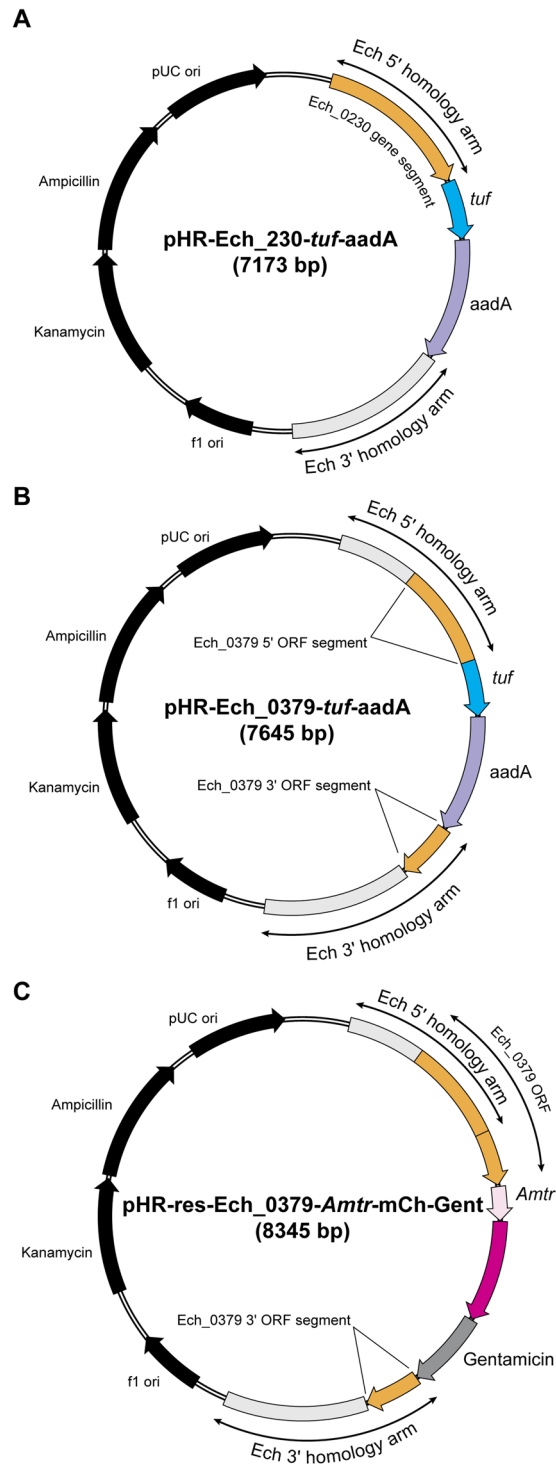 A
pUC ori
Ech 5' homology arm
Ech_0230 gene segment
tuf
Ampicillin
pHR-Ech_230-tuf-aadA
(7173 bp)
aadA
Kanamycin
f1 ori
Ech 3' homology arm
B
pUC ori
Ech 5' homology arm
Ampicillin
Ech_0379 5' ORF segment
tuf
pHR-Ech_0379-tuf-aadA
(7645 bp)
Kanamycin
Ech_0379 3' ORF segment
aadA
f1 ori
Ech 3' homology arm
C
pUC ori
Ech 5' homology arm
Ech_0379 ORF
Ampicillin
Amtr
pHR-res-Ech_0379-Amtr-mCh-Gent
(8345 bp)
Kanamycin
Ech_0379 3' ORF segment
Gentamicin
f1 ori
Ech 3' homology arm